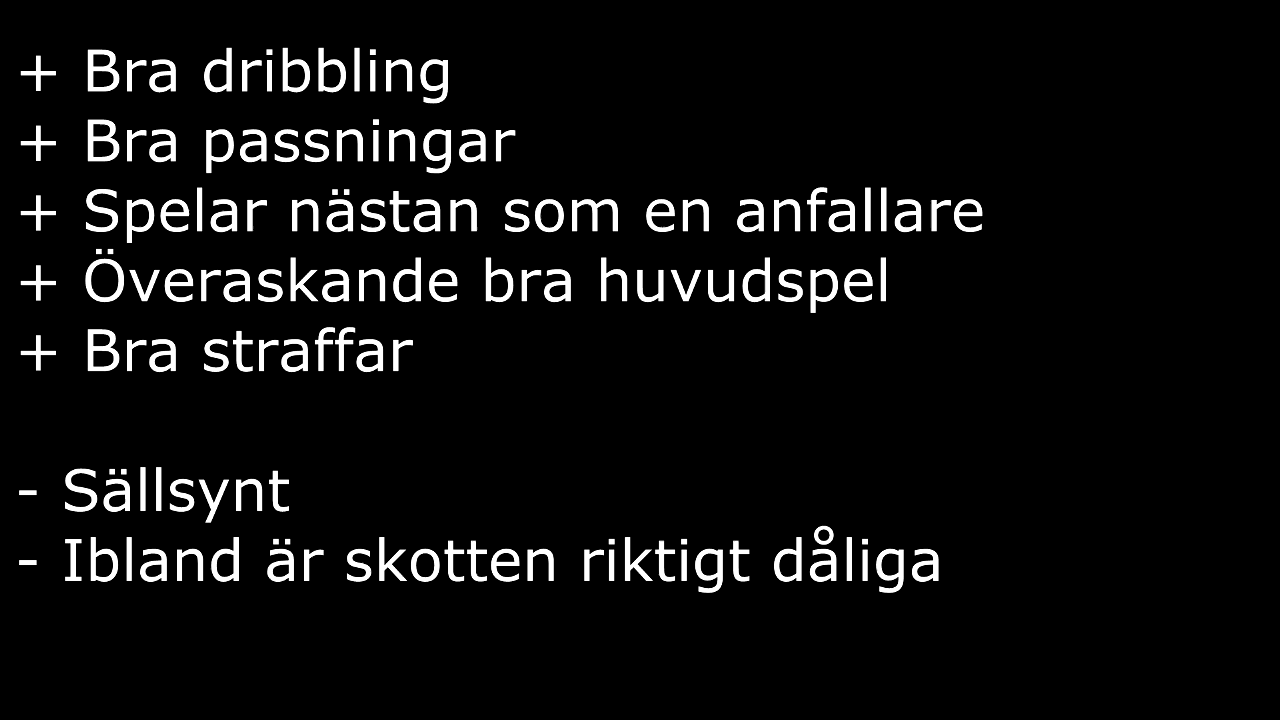 + Bra dribbling
+ Bra passningar
+ Spelar nästan som en anfallare
+ Överaskande bra huvudspel
+ Bra straffar
- Sällsynt
- Ibland är skotten riktigt dåliga